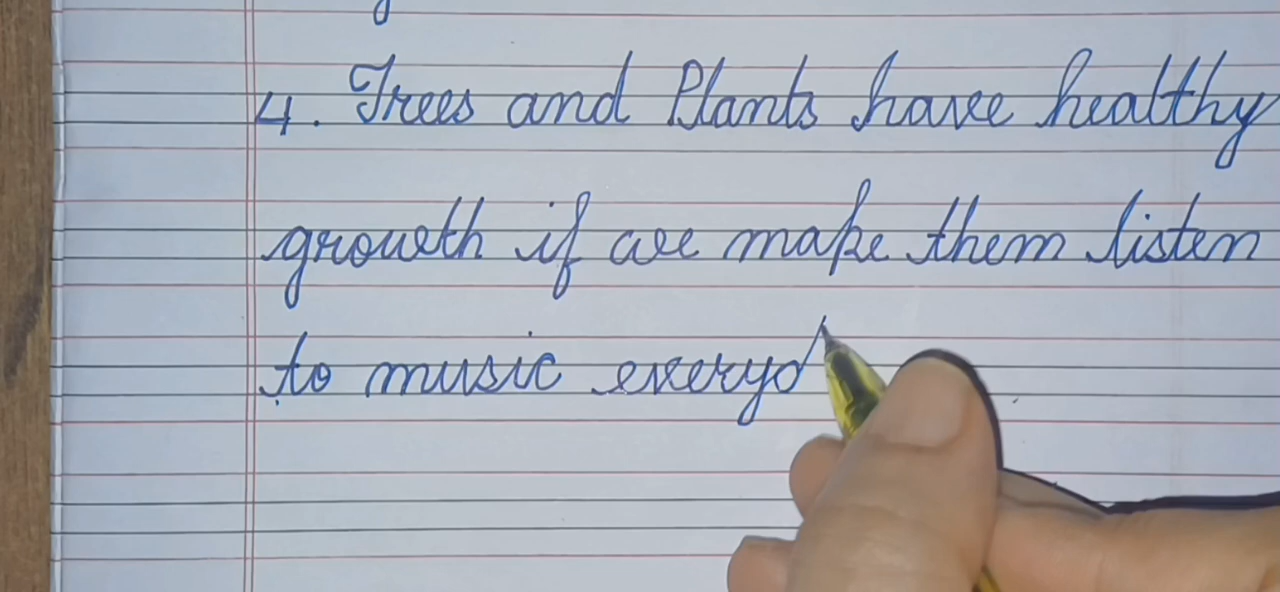 4. Trees and Plants have healthy
growth if we make them listen
to music everyd